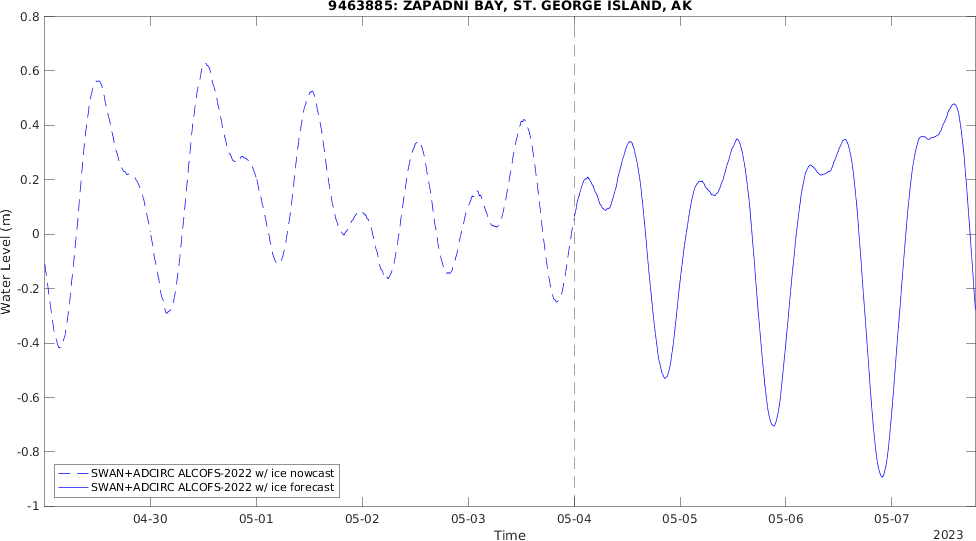 9463885: ZAPADNI BAY, ST. GEORGE ISLAND, AK
0.8
0.6
0.4
0.2
0
-0.2
-0.4
-0.6
-0.8
-1
Water Level (m)
SWAN+ADCIRC ALCOFS-2022 w/ ice nowcast
SWAN+ADCIRC ALCOFS-2022 w/ ice forecast
04-30 05-01 05-02 05-03 05-04 05-05 05-06 05-07
Time
2023